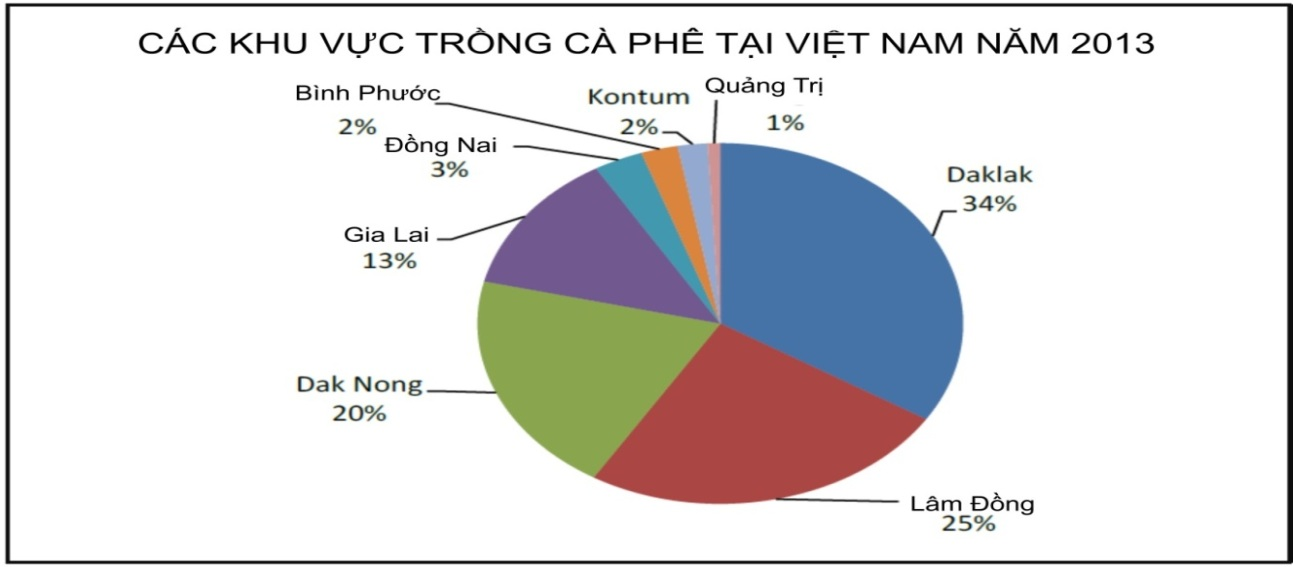 CÁC KHU VỰC TRỒNG CÀ PHÊ TẠI VIỆT NAM NĂM 2013
Bình Phước
2%
Kontum
2%
Quảng Trị
1%
Đồng Nai
3%
Daklak
34%
Gia Lai
13%
Dak Nong
20%
Lâm Đồng
25%